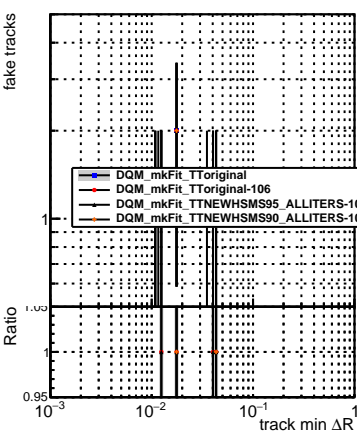 fake tracks
DQM_mkFit_TToriginal
DQM_mkFit_TToriginal-106
DQM_mkFit_TTNEWHSMS95_ALLITERS-10
DQM_mkFit_TTNEWHSMS90_ALLITERS-10
1
1.05
Ratio
1
0.95
10⁻³ 10⁻² 10⁻¹ 1
track min ΔR